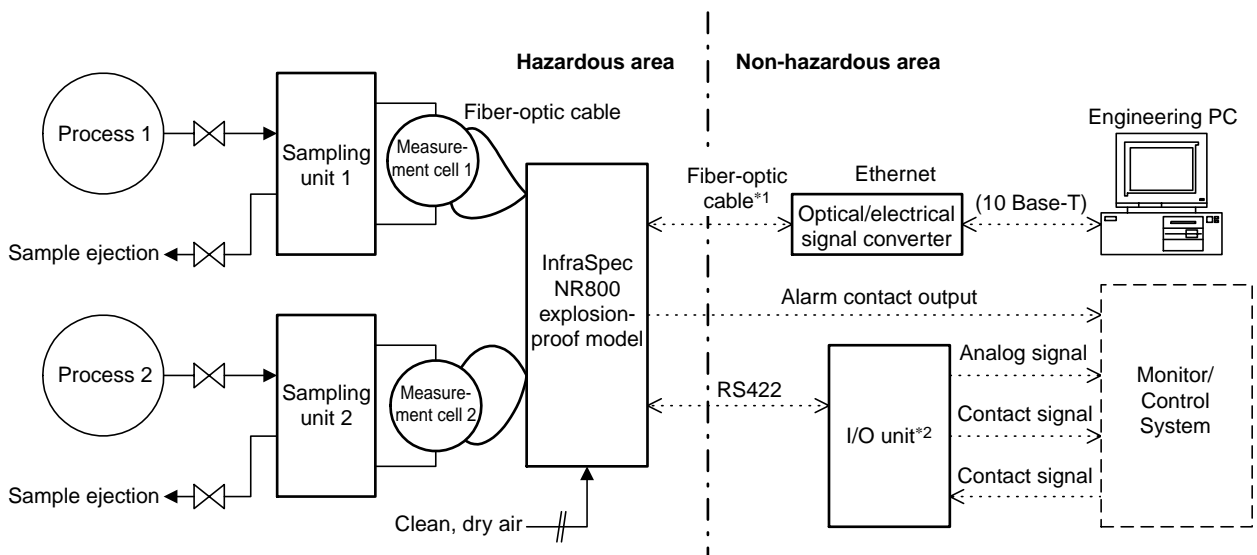 Hazardous area
Non-hazardous area
Process 1
Sampling
unit 1
Measure-
ment cell 1
Fiber-optic cable
Sample ejection
Process 2
Sampling
unit 2
Measure-
ment cell 2
Sample ejection
InfraSpec
NR800
explosion-
proof model
Clean, dry air
Fiber-optic
cable*1
Ethernet
Optical/electrical
signal converter
(10 Base-T)
Engineering PC
Alarm contact output
RS422
I/O unit*2
Analog signal
Contact signal
Contact signal
Monitor/
Control
System